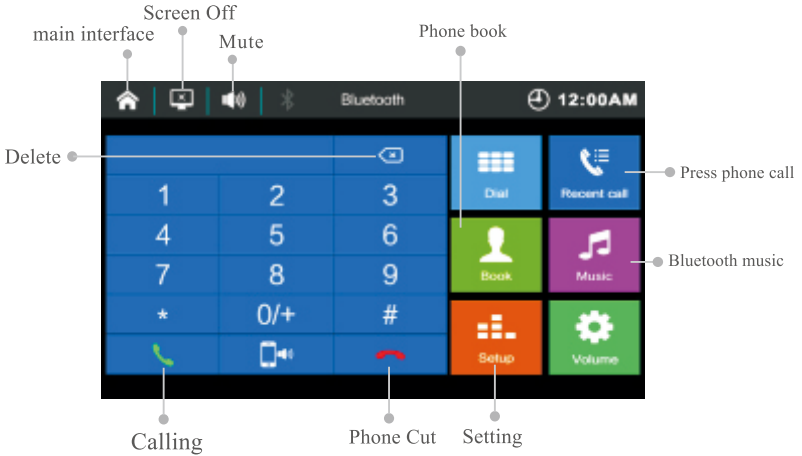 Screen Off
main interface
Mute
Phone book
Bluetooth
12:00AM
Delete
1 2 3
4 5 6
7 8 9
* 0/+ #
Dial
Recent call
Press phone call
Book
Music
Bluetooth music
Setup
Volume
Calling
Phone Cut
Setting